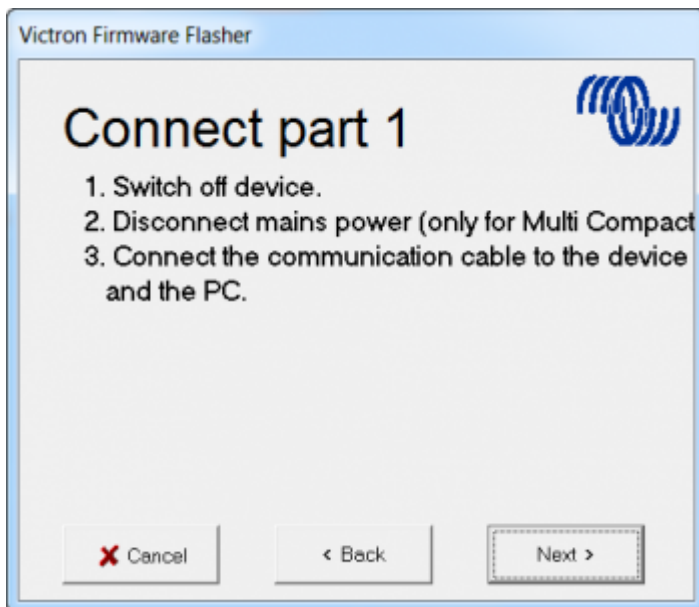 Victron Firmware Flasher
Connect part 1
1. Switch off device.
2. Disconnect mains power (only for Multi Compact
3. Connect the communication cable to the device
and the PC.
Cancel
< Back
Next >